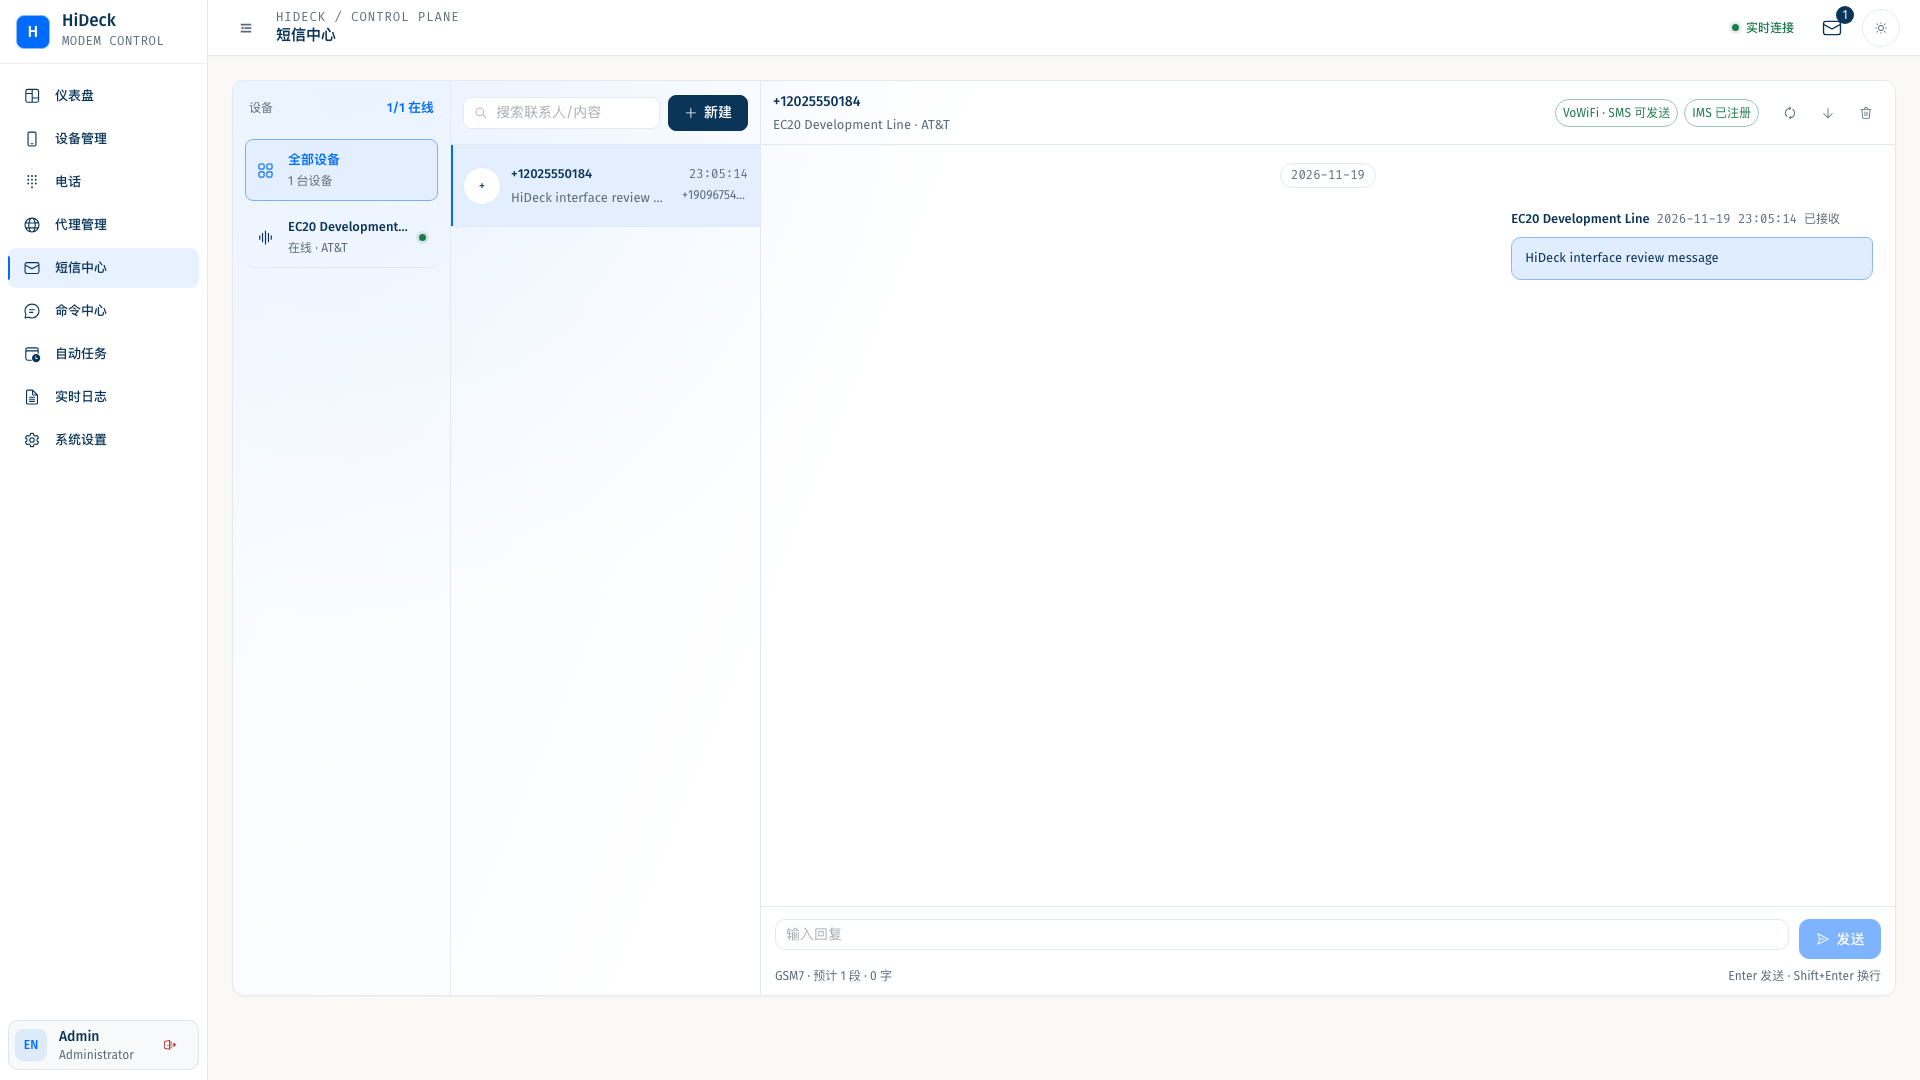 H
HiDeck
MODEM CONTROL
仪表盘
设备管理
电话
代理管理
短信中心
命令中心
自动任务
实时日志
系统设置
EN
Admin
Administrator
HIDECK / CONTROL PLANE
短信中心
实时连接
1
设备
1/1 在线
全部设备
1 台设备
EC20 Development...
在线 · AT&T
搜索联系人/内容
新建
+
+12025550184
23:05:14
HiDeck interface review ...
+19096754...
+12025550184
EC20 Development Line · AT&T
VoWiFi · SMS 可发送
IMS 已注册
2026-11-19
EC20 Development Line 2026-11-19 23:05:14 已接收
HiDeck interface review message
输入回复
发送
GSM7 · 预计 1 段 · 0 字
Enter 发送 · Shift+Enter 换行